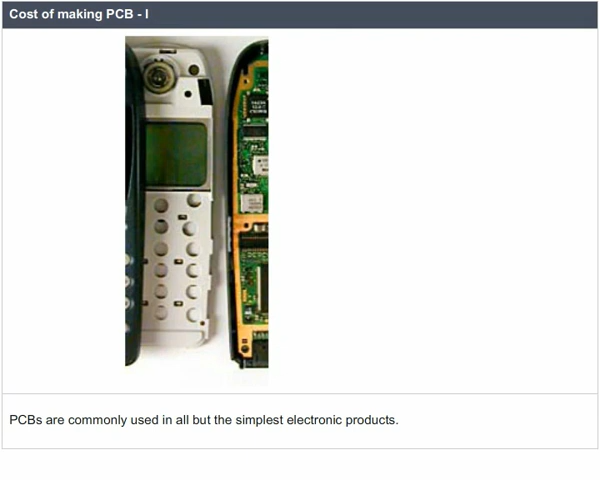 Cost of making PCB - I
PCBs are commonly used in all but the simplest electronic products.